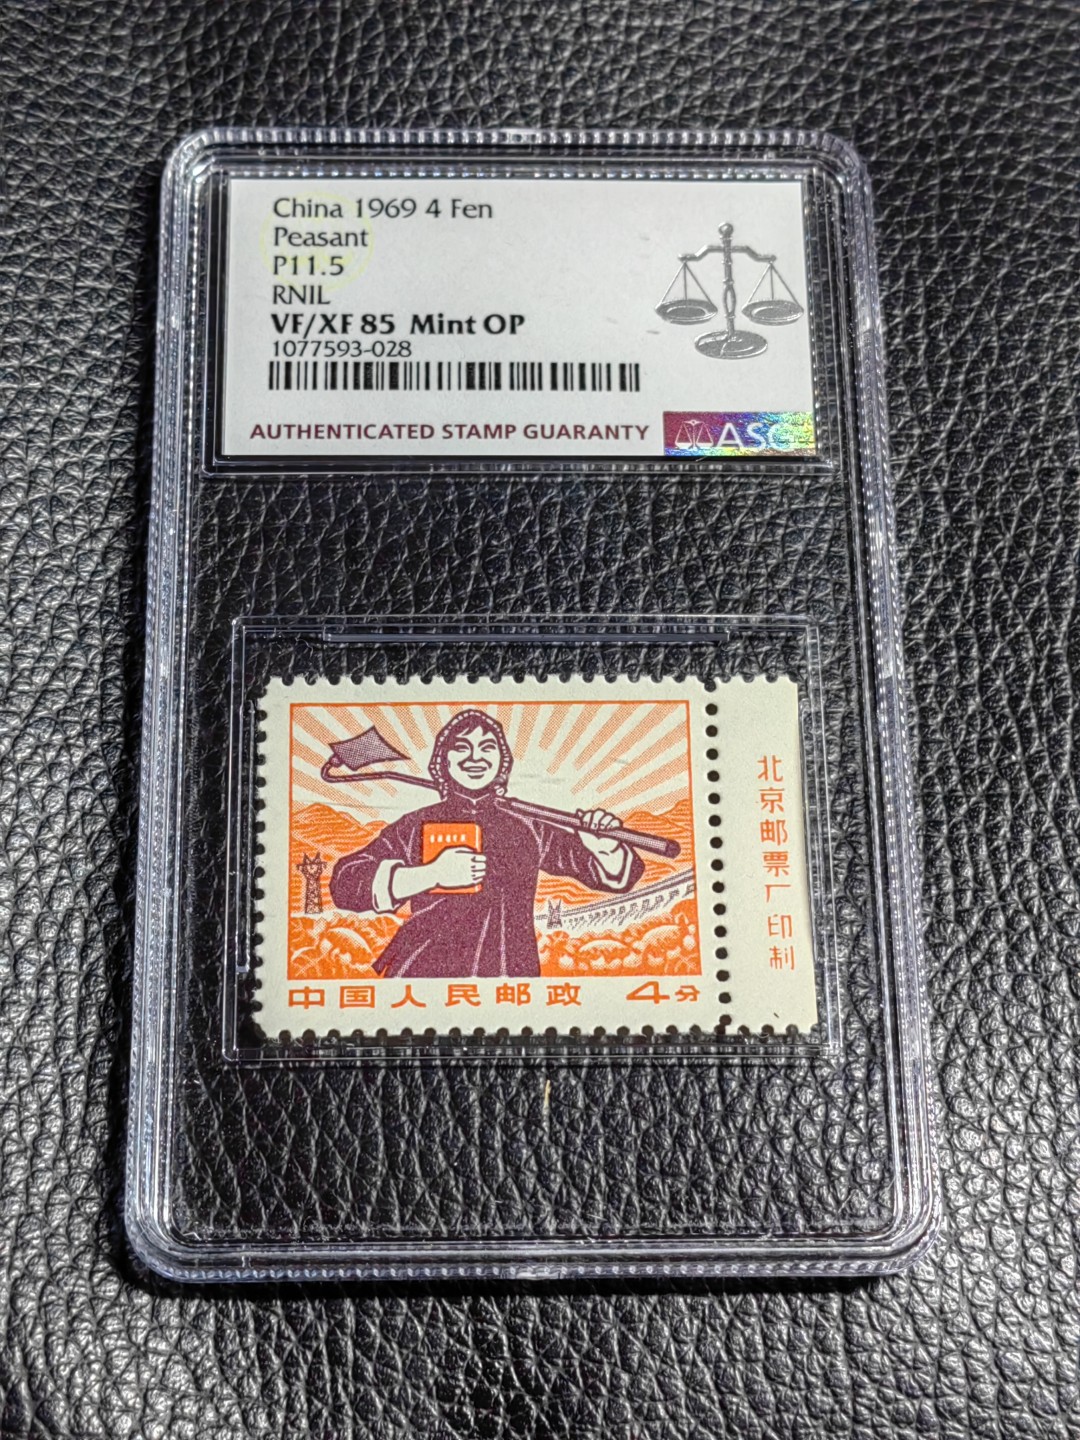 China 1969 4 Fen
Peasant
P11.5
RNIL
VF/XF 85 Mint OP
1077593-028
AUTHENTICATED STAMP GUARANTY
ASG
北京邮票厂印制
中国人民邮政 4分